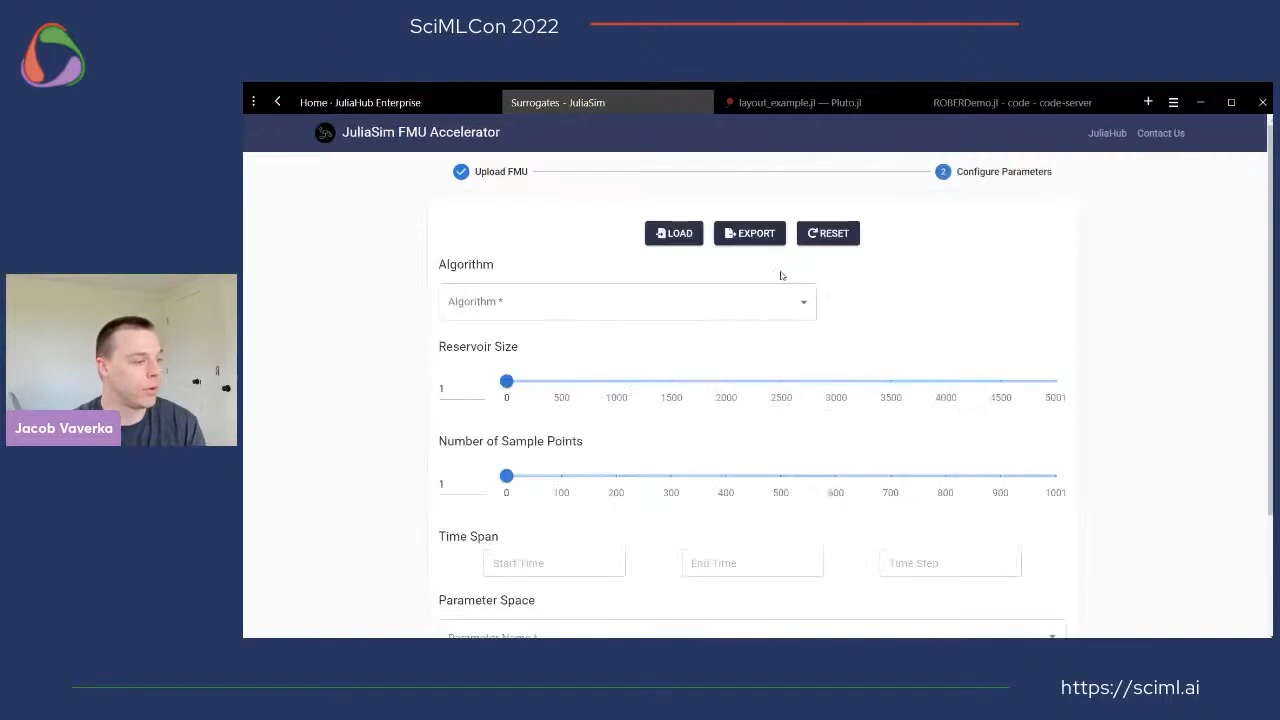 SciMLCon 2022
Home · JuliaHub Enterprise
Surrogates - JuliaSim
layout_example.jl — Pluto.jl
ROBERDemo.jl - code - code-server
JuliaSim FMU Accelerator
JuliaHub
Contact Us
Upload FMU
2
Configure Parameters
LOAD
EXPORT
RESET
Algorithm
Algorithm *
Reservoir Size
1
0 500 1000 1500 2000 2500 3000 3500 4000 4500 5001
Number of Sample Points
1
0 100 200 300 400 500 600 700 800 900 1001
Time Span
Start Time
End Time
Time Step
Parameter Space
Parameter Name *
Jacob Vaverka
https://sciml.ai